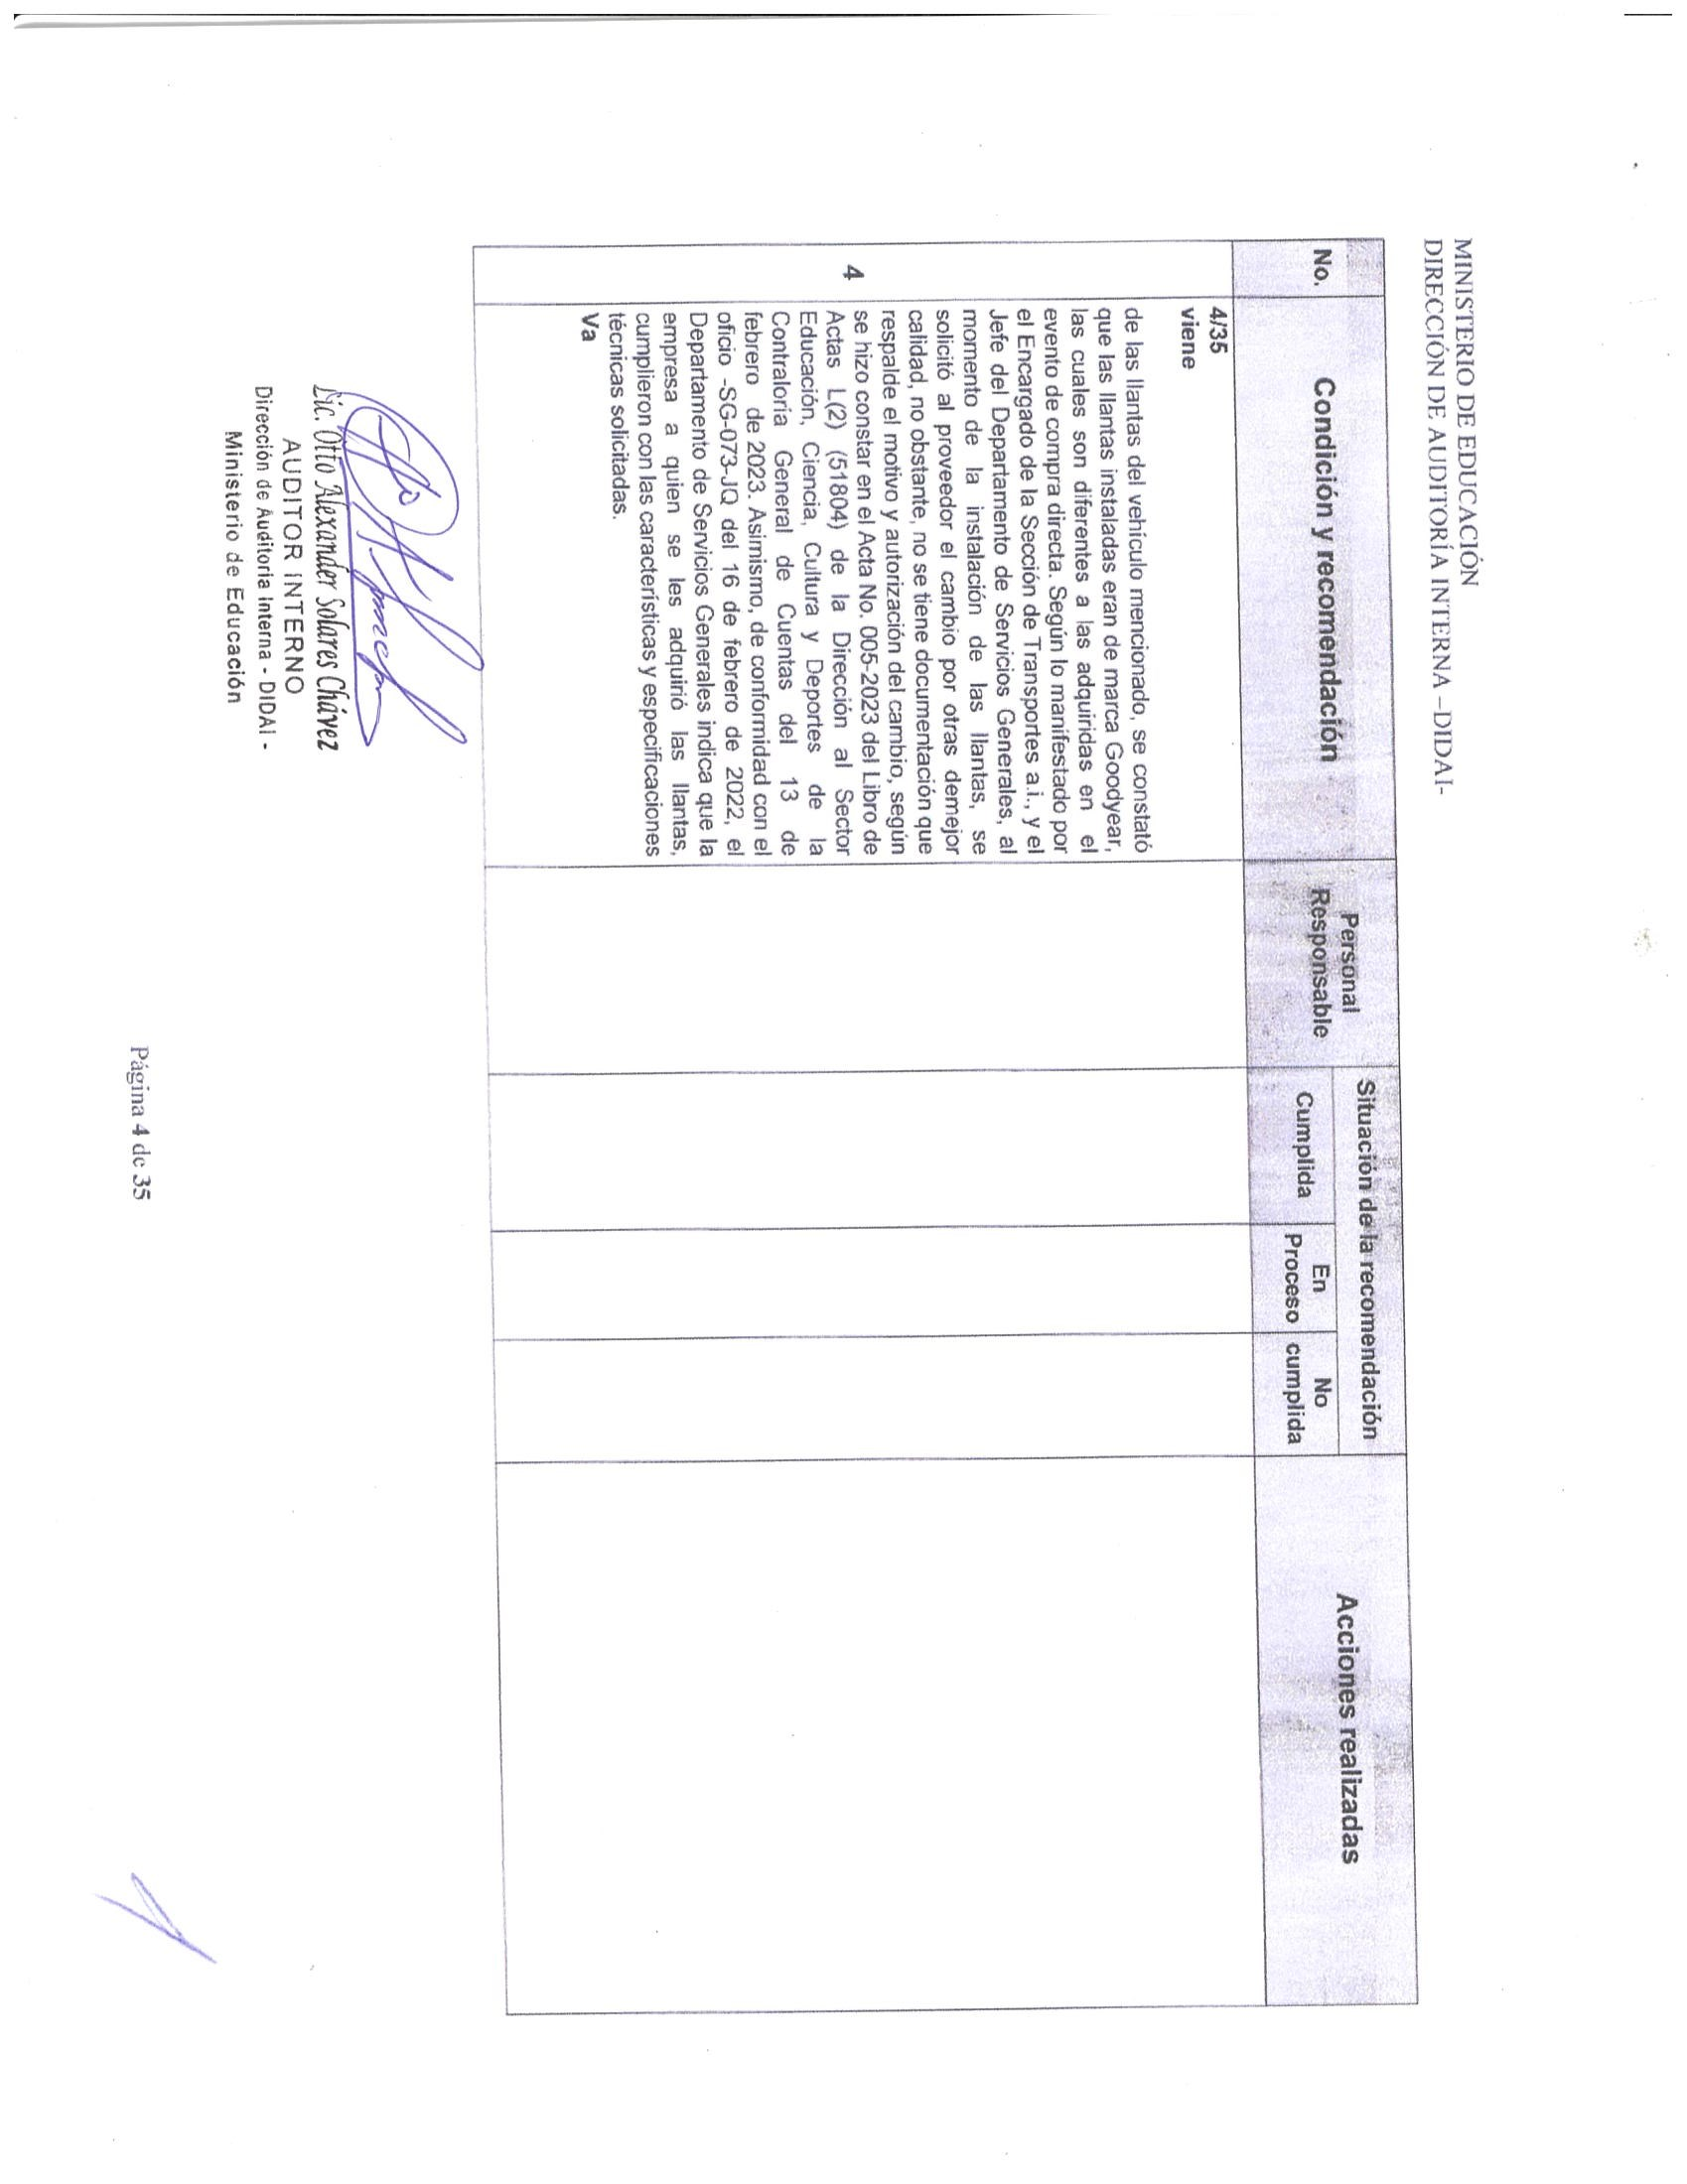 MINISTERIO DE EDUCACIÓN
DIRECCIÓN DE AUDITORÍA INTERNA –DIDAI-
No.
Condición y recomendación
Personal
Responsable
Situación de la recomendación
Cumplida
En
Proceso
No
cumplida
Acciones realizadas
4
4/35
viene
de las llantas del vehículo mencionado, se constató
que las llantas instaladas eran de marca Goodyear,
las cuales son diferentes a las adquiridas en el
evento de compra directa. Según lo manifestado por
el Encargado de la Sección de Transportes a.i., y el
Jefe del Departamento de Servicios Generales, al
momento de la instalación de las llantas, se
solicitó al proveedor el cambio por otras demejor
calidad, no obstante, no se tiene documentación que
respalde el motivo y autorización del cambio, según
se hizo constar en el Acta No. 005-2023 del Libro de
Actas L(2) (51804) de la Dirección al Sector
Educación, Ciencia, Cultura y Deportes de la
Contraloría General de Cuentas del 13 de
febrero de 2023. Asimismo, de conformidad con el
oficio -SG-073-JQ del 16 de febrero de 2022, el
Departamento de Servicios Generales indica que la
empresa a quien se les adquirió las llantas,
cumplieron con las características y especificaciones
técnicas solicitadas.
Va
Lic. Otto Alexander Solares Chávez
AUDITOR INTERNO
Dirección de Auditoria Interna - DIDAI -
Ministerio de Educación
Página 4 de 35